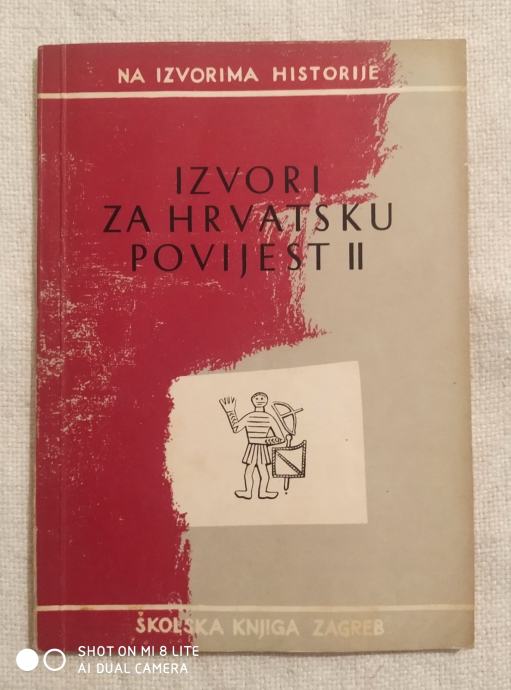 NA IZVORIMA HISTORIJE
IZVORI
ZA HRVATSKU
POVIJEST II
ŠKOLSKA KNJIGA ZAGREB
SHOT ON MI 8 LITE
AI DUAL CAMERA